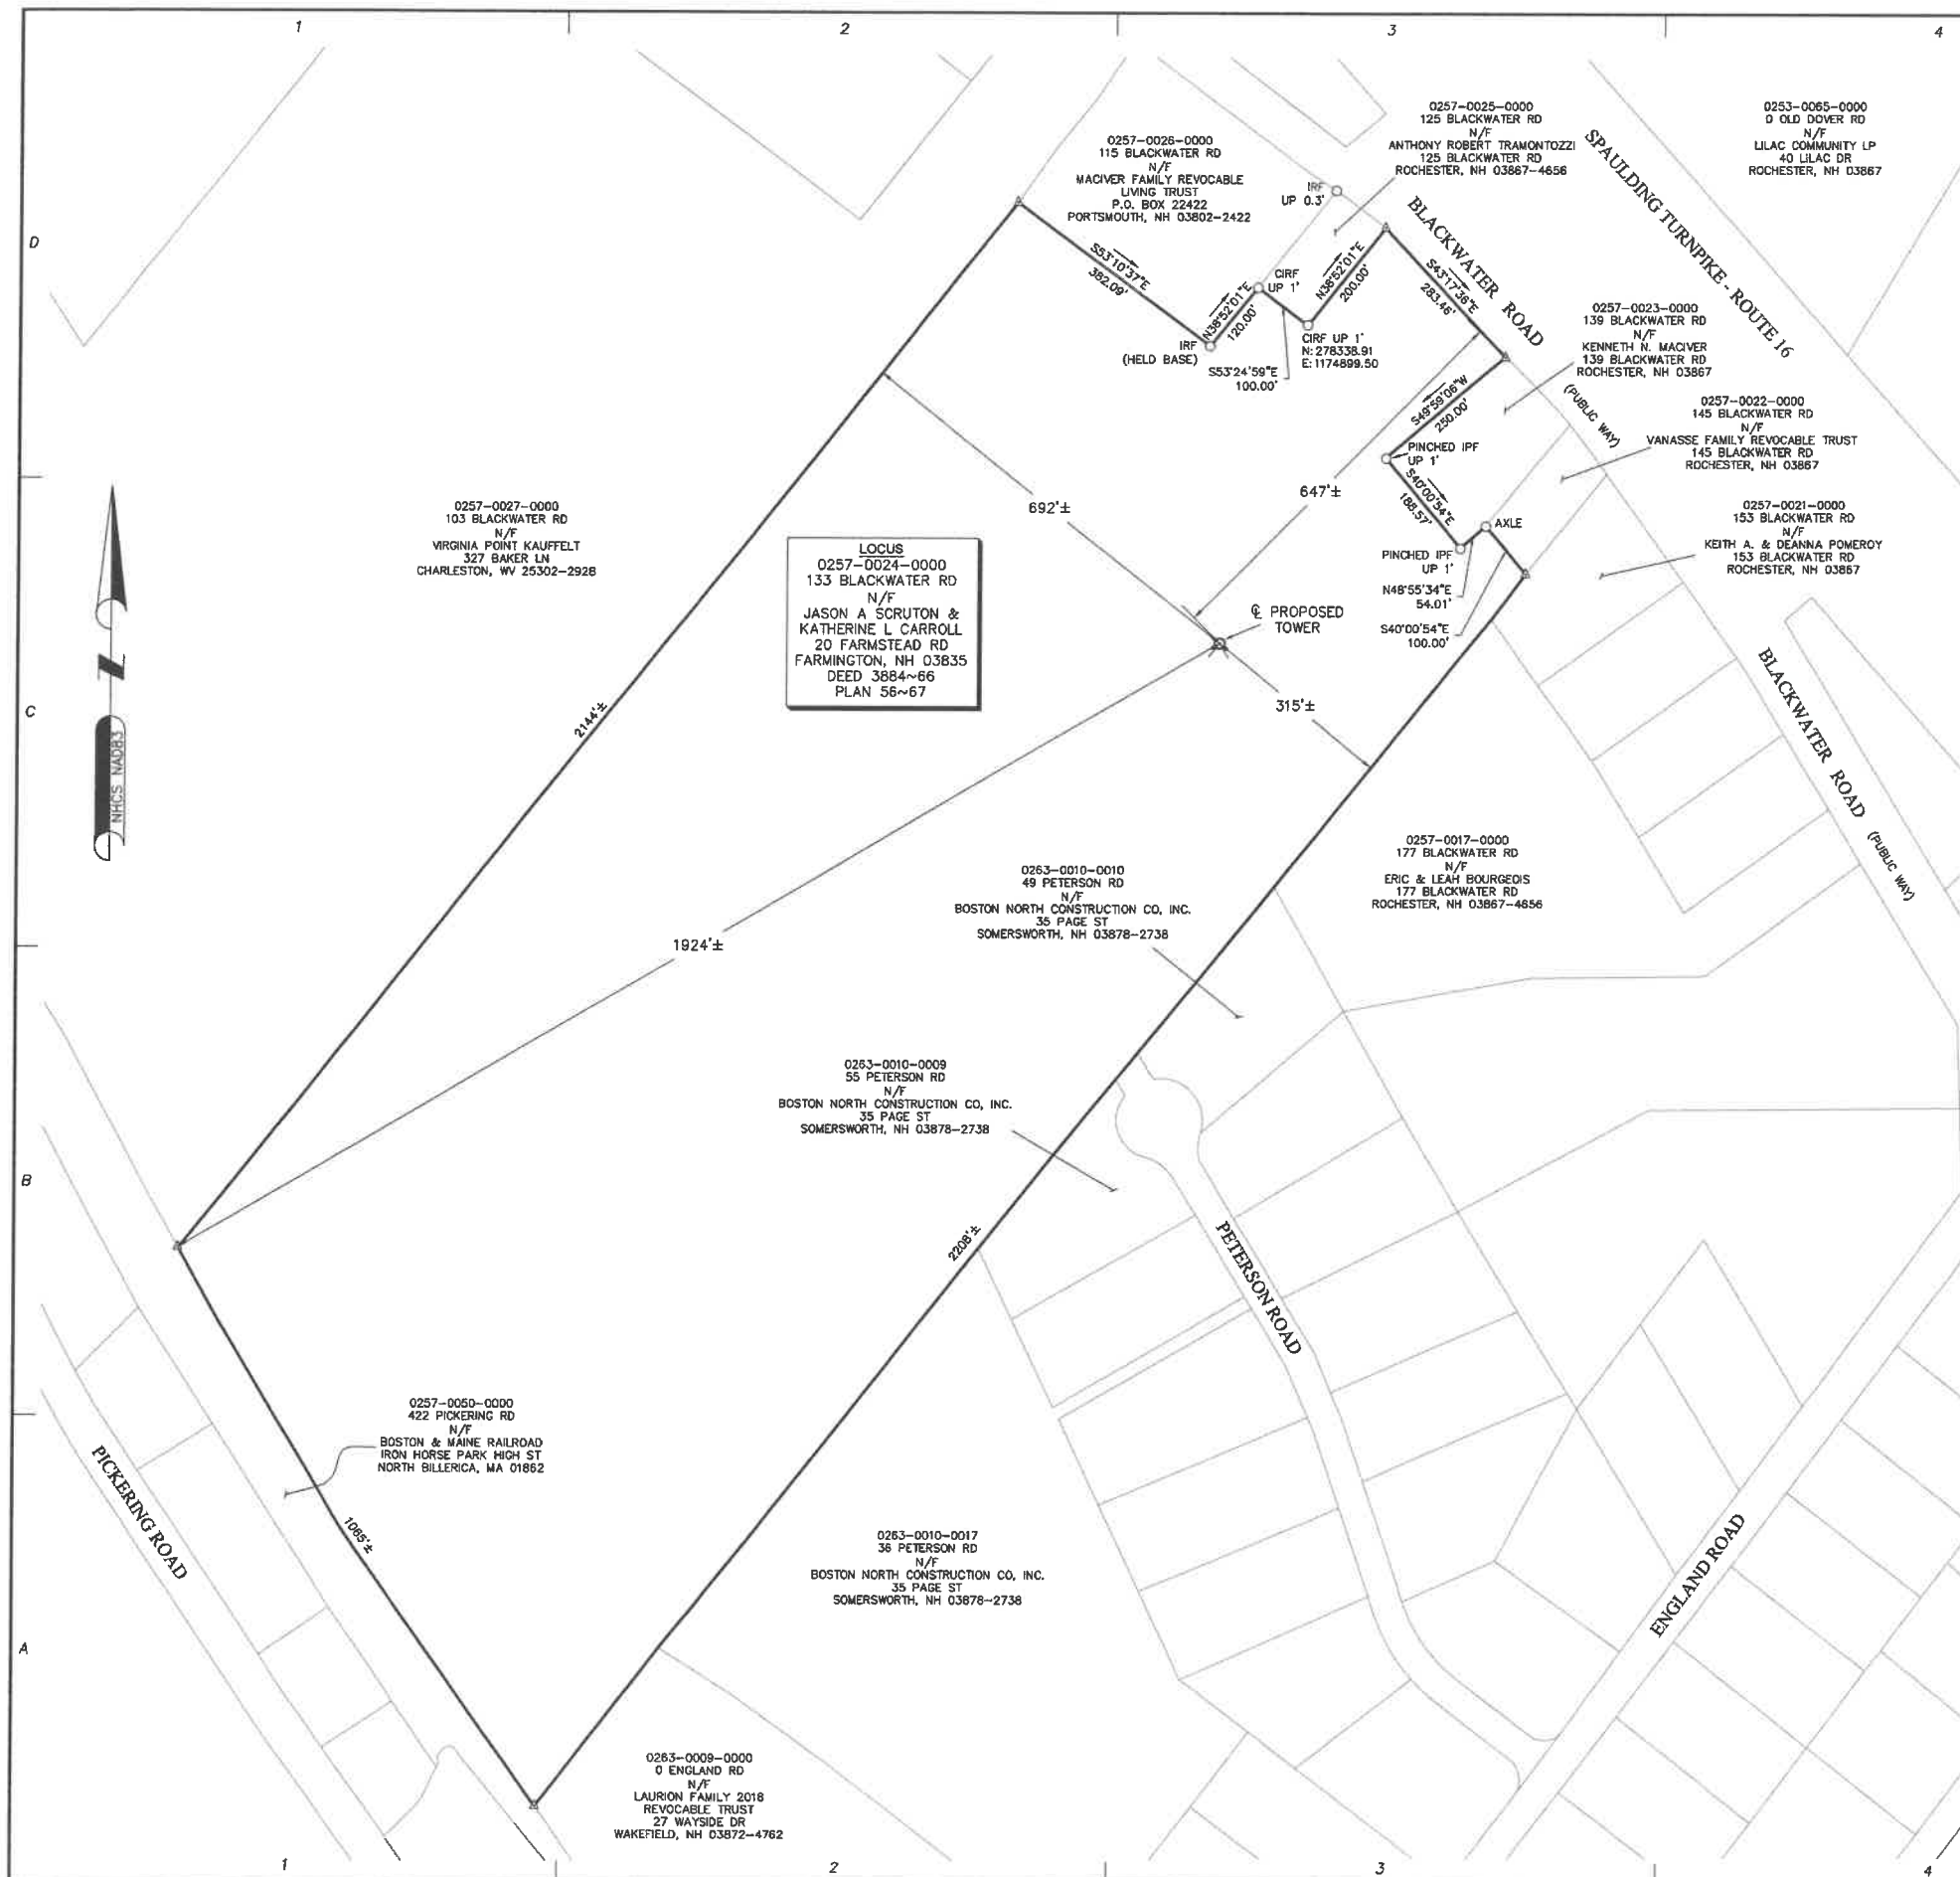 1
2
3
4
D
C
B
A
0257-0026-0000
115 BLACKWATER RD
N/F
MACIVER FAMILY REVOCABLE
LIVING TRUST
P.O. BOX 22422
PORTSMOUTH, NH 03802-2422
0257-0025-0000
125 BLACKWATER RD
N/F
ANTHONY ROBERT TRAMONTOZZI
125 BLACKWATER RD
ROCHESTER, NH 03867-4656
0253-0065-0000
0 OLD DOVER RD
N/F
LILAC COMMUNITY LP
40 LILAC DR
ROCHESTER, NH 03867
SPAULDING TURNPIKE - ROUTE 16
BLACKWATER ROAD
(PUBLIC WAY)
IRF
UP 0.3'
S53°10'37"E
382.09'
N38°52'01"E
120.00'
CIRF
UP 1'
N38°52'01"E
200.00'
S43°17'36"E
283.46'
IRF
(HELD BASE)
CIRF UP 1'
N: 278338.91
E: 1174899.50
S53°24'59"E
100.00'
0257-0023-0000
139 BLACKWATER RD
N/F
KENNETH N. MACIVER
139 BLACKWATER RD
ROCHESTER, NH 03867
S49°59'06"W
250.00'
PINCHED IPF
UP 1'
0257-0022-0000
145 BLACKWATER RD
N/F
VANASSE FAMILY REVOCABLE TRUST
145 BLACKWATER RD
ROCHESTER, NH 03867
S40°00'54"E
188.57'
AXLE
PINCHED IPF
UP 1'
N48°55'34"E
54.01'
S40°00'54"E
100.00'
0257-0021-0000
153 BLACKWATER RD
N/F
KEITH A. & DEANNA POMEROY
153 BLACKWATER RD
ROCHESTER, NH 03867
0257-0027-0000
103 BLACKWATER RD
N/F
VIRGINIA POINT KAUFFELT
327 BAKER LN
CHARLESTON, WV 25302-2928
692'±
647'±
LOCUS
0257-0024-0000
133 BLACKWATER RD
N/F
JASON A SCRUTON &
KATHERINE L CARROLL
20 FARMSTEAD RD
FARMINGTON, NH 03835
DEED 3884~66
PLAN 56~67
℄ PROPOSED
TOWER
315'±
2144'±
N
NHCS NAD83
BLACKWATER ROAD
(PUBLIC WAY)
0257-0017-0000
177 BLACKWATER RD
N/F
ERIC & LEAH BOURGEOIS
177 BLACKWATER RD
ROCHESTER, NH 03867-4656
0263-0010-0010
49 PETERSON RD
N/F
BOSTON NORTH CONSTRUCTION CO, INC.
35 PAGE ST
SOMERSWORTH, NH 03878-2738
1924'±
0263-0010-0009
55 PETERSON RD
N/F
BOSTON NORTH CONSTRUCTION CO, INC.
35 PAGE ST
SOMERSWORTH, NH 03878-2738
2208'±
PETERSON ROAD
0257-0050-0000
422 PICKERING RD
N/F
BOSTON & MAINE RAILROAD
IRON HORSE PARK HIGH ST
NORTH BILLERICA, MA 01862
PICKERING ROAD
1065'±
0263-0010-0017
36 PETERSON RD
N/F
BOSTON NORTH CONSTRUCTION CO, INC.
35 PAGE ST
SOMERSWORTH, NH 03878-2738
ENGLAND ROAD
0263-0009-0000
0 ENGLAND RD
N/F
LAURION FAMILY 2018
REVOCABLE TRUST
27 WAYSIDE DR
WAKEFIELD, NH 03872-4762
1
2
3
4